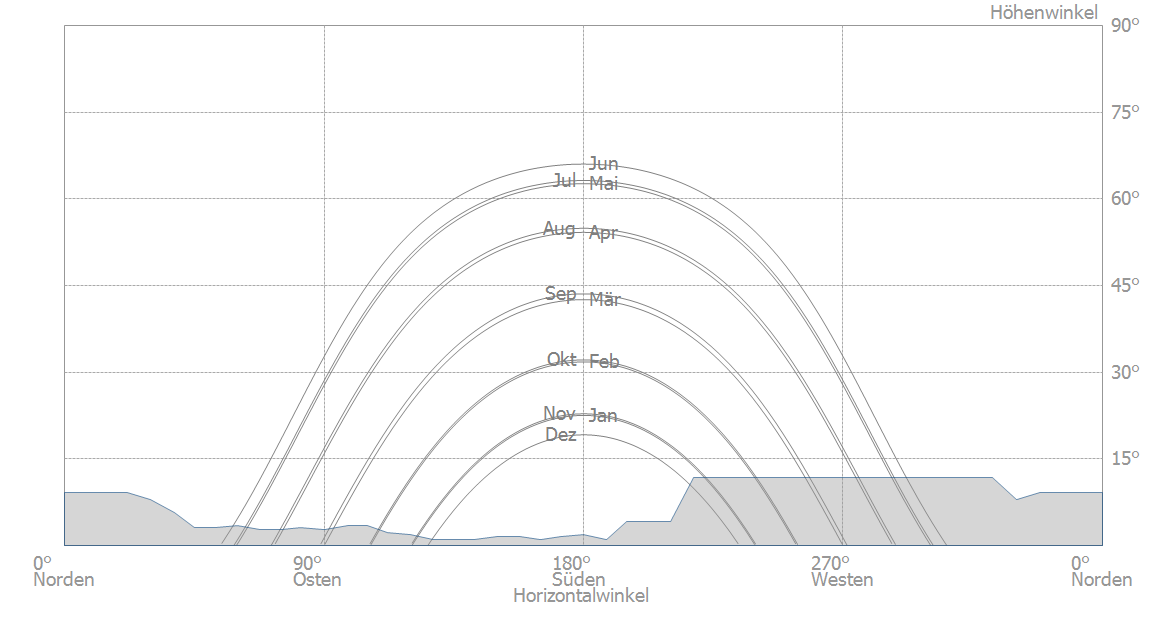 Höhenwinkel
90°
75°
Jun
Jul Mai
60°
Aug Apr
45°
Sep Mär
Okt Feb
30°
Nov Jan
Dez
15°
0° 90° 180° 270° 0°
Norden Osten Süden Westen Norden
Horizontalwinkel